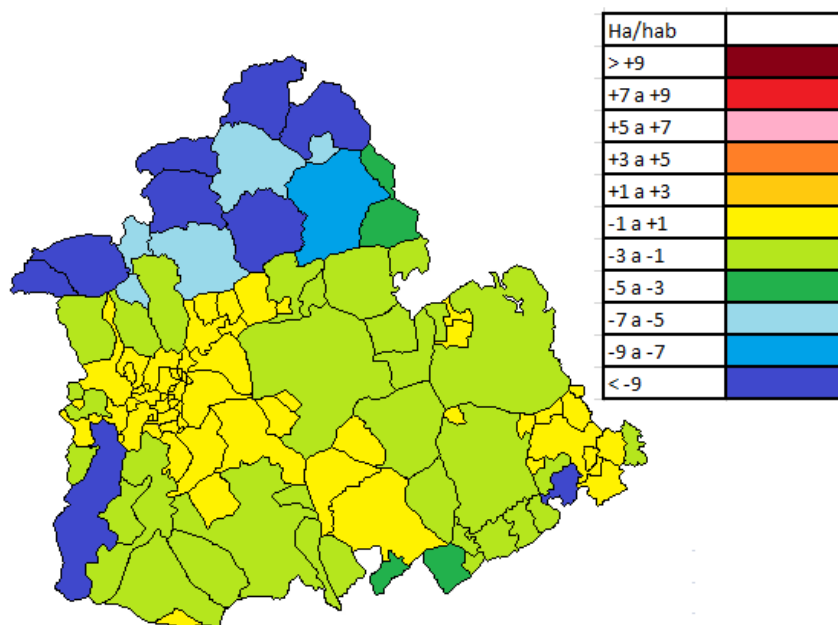 Ha/hab
> +9
+7 a +9
+5 a +7
+3 a +5
+1 a +3
-1 a +1
-3 a -1
-5 a -3
-7 a -5
-9 a -7
< -9